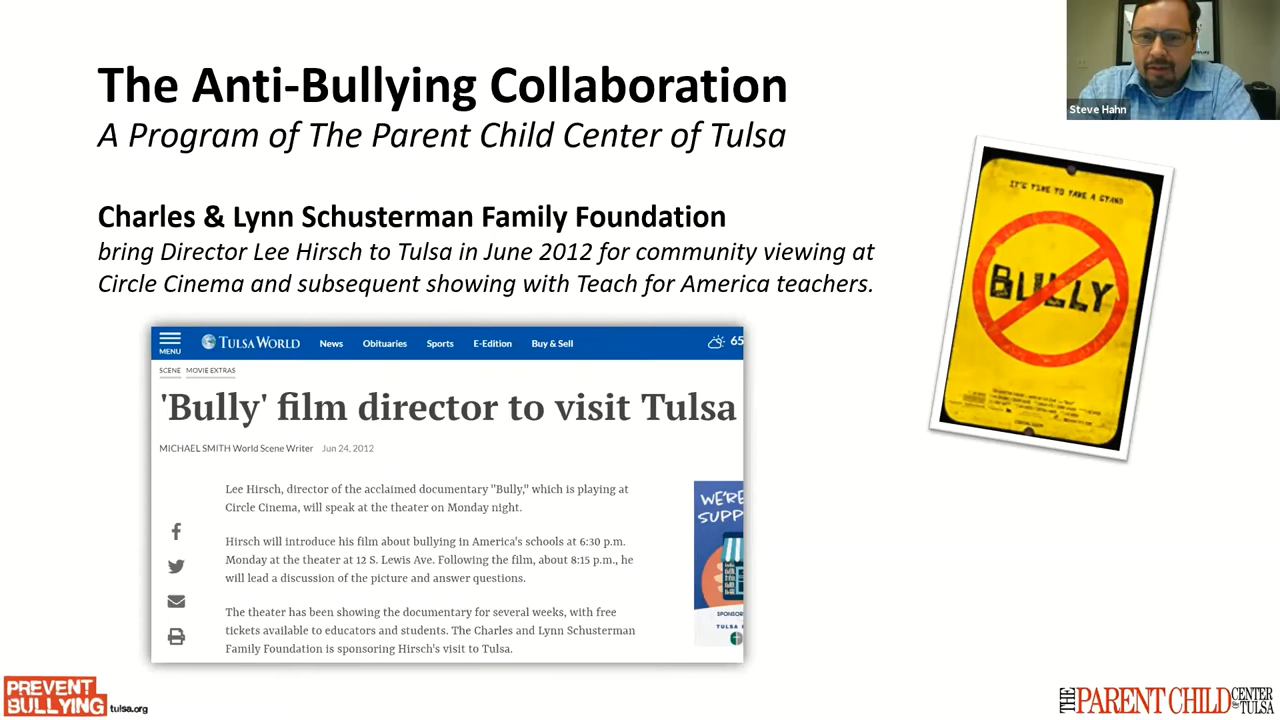 The Anti-Bullying Collaboration
A Program of The Parent Child Center of Tulsa
Steve Hahn
Charles & Lynn Schusterman Family Foundation
bring Director Lee Hirsch to Tulsa in June 2012 for community viewing at
Circle Cinema and subsequent showing with Teach for America teachers.
IT'S TIME TO TAKE A STAND
BULLY
MENU
TULSA WORLD
News
Obituaries
Sports
E-Edition
Buy & Sell
65
SCENE MOVIE EXTRAS
'Bully' film director to visit Tulsa
MICHAEL SMITH World Scene Writer Jun 24, 2012
Lee Hirsch, director of the acclaimed documentary "Bully," which is playing at
Circle Cinema, will speak at the theater on Monday night.
Hirsch will introduce his film about bullying in America's schools at 6:30 p.m.
Monday at the theater at 12 S. Lewis Ave. Following the film, about 8:15 p.m., he
will lead a discussion of the picture and answer questions.
The theater has been showing the documentary for several weeks, with free
tickets available to educators and students. The Charles and Lynn Schusterman
Family Foundation is sponsoring Hirsch's visit to Tulsa.
WE'RE
SUPP
SPONSOR
TULSA
PREVENT
BULLYING tulsa.org
THE PARENT CHILD CENTER of TULSA